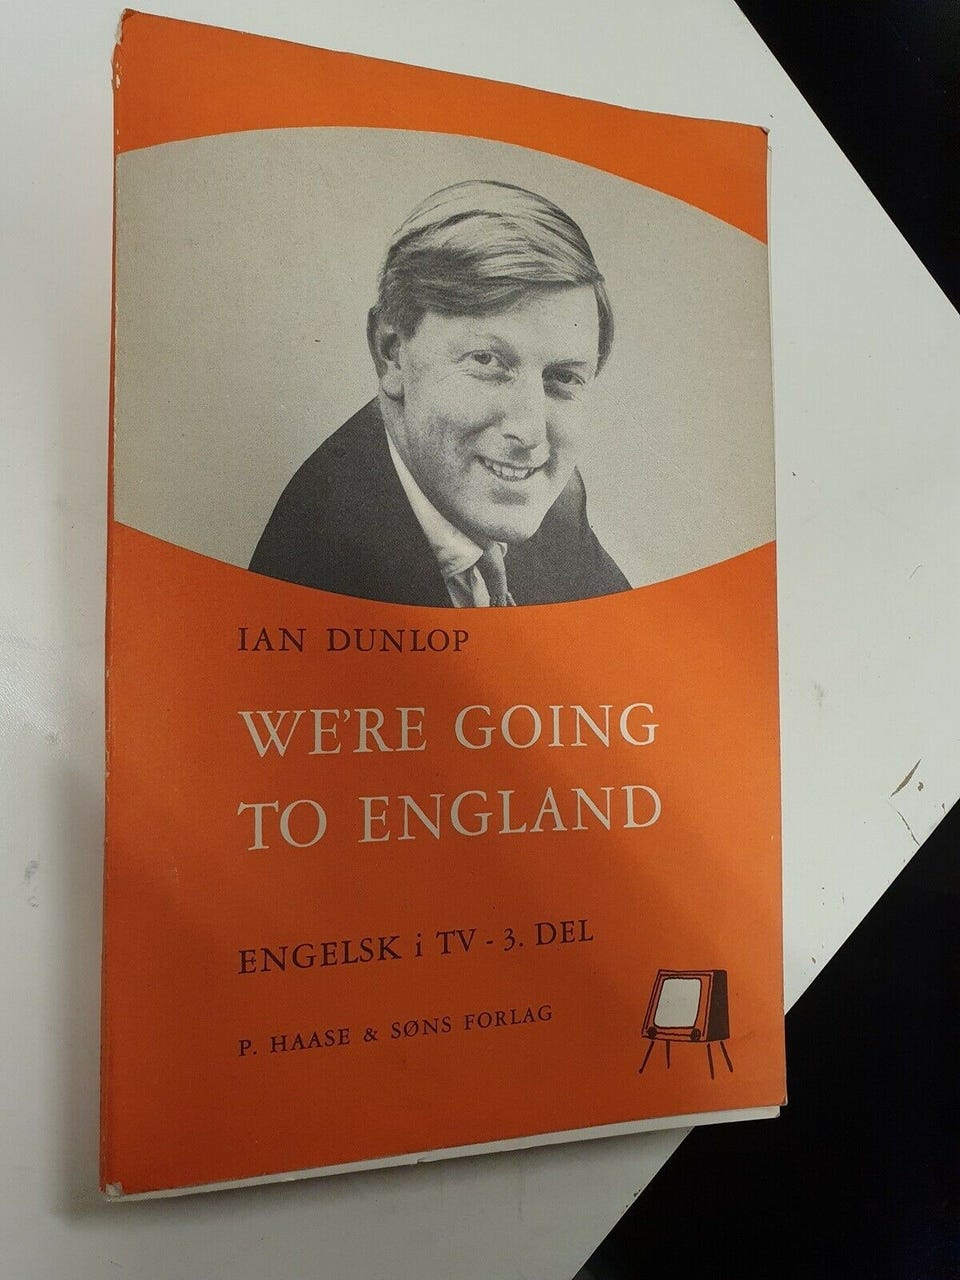 IAN DUNLOP
WE'RE GOING
TO ENGLAND
ENGELSK i TV - 3. DEL
P. HAASE & SØNS FORLAG